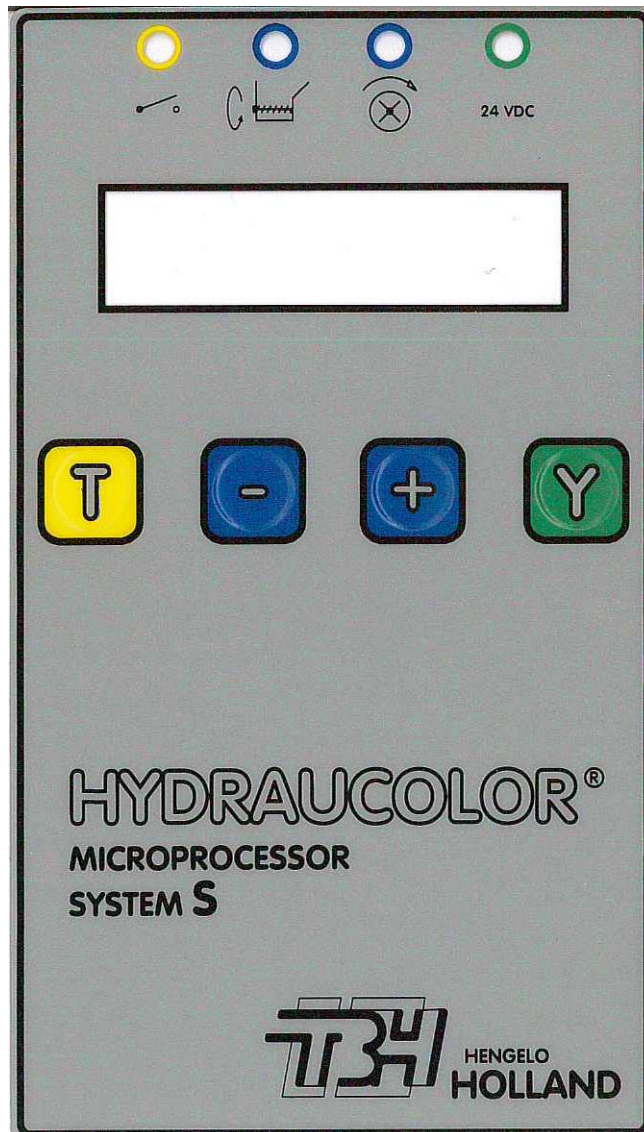 24 VDC
T - + Y
HYDRAUCOLOR®
MICROPROCESSOR
SYSTEM S
TBH HENGELO
HOLLAND